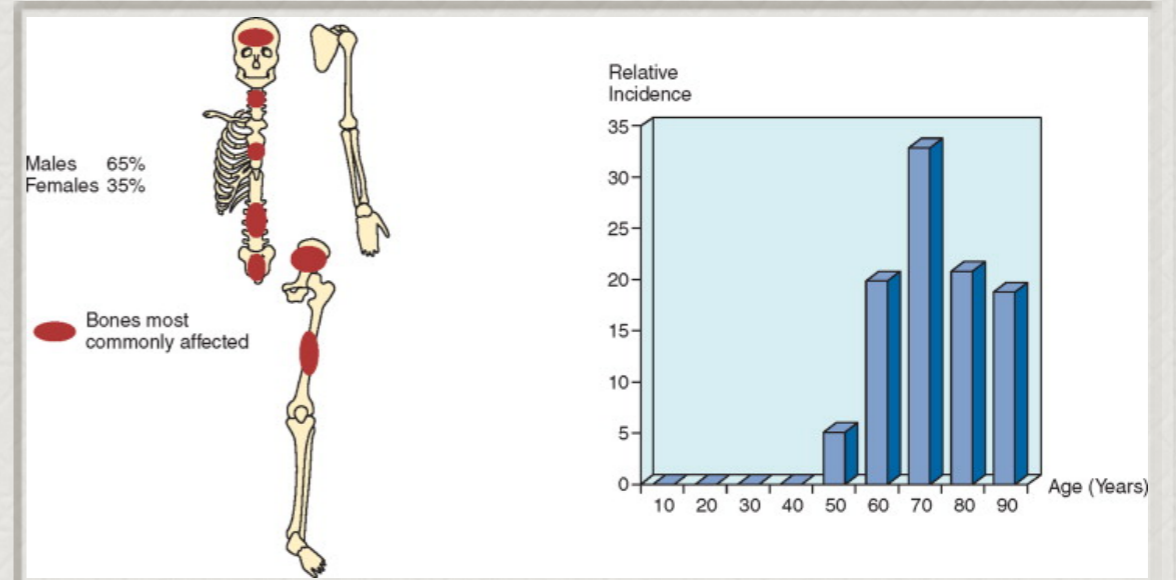 Males 65%
Females 35%
Bones most
commonly affected
Relative
Incidence
35
30
25
20
15
10
5
0
10 20 30 40 50 60 70 80 90
Age (Years)